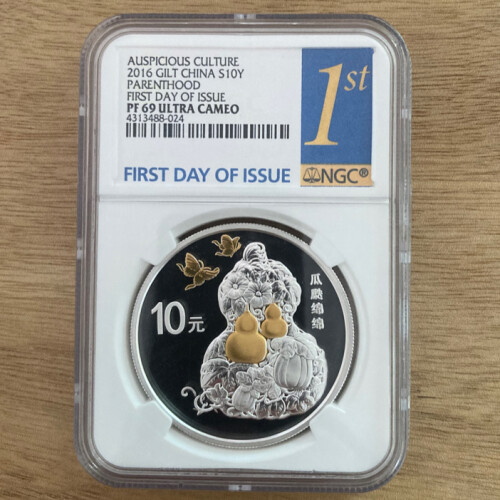 AUSPICIOUS CULTURE
2016 GILT CHINA S10Y
PARENTHOOD
FIRST DAY OF ISSUE
PF 69 ULTRA CAMEO
4313488-024
FIRST DAY OF ISSUE
1st
NGC®
10元
瓜瓞绵绵